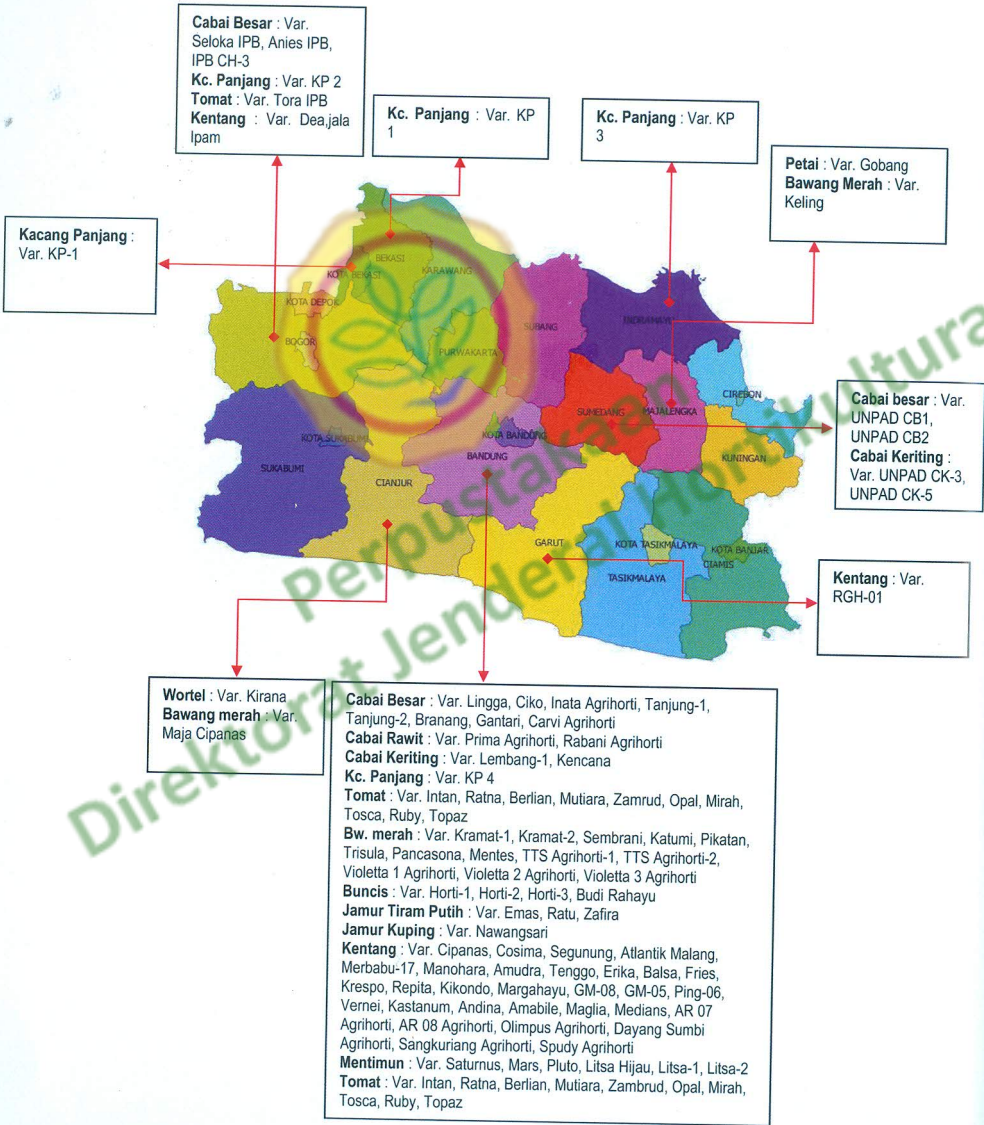 Cabai Besar : Var.
Seloka IPB, Anies IPB,
IPB CH-3
Kc. Panjang : Var. KP 2
Tomat : Var. Tora IPB
Kentang : Var. Dea,jala
Ipam
Kc. Panjang : Var. KP
1
Kc. Panjang : Var. KP
3
Petai : Var. Gobang
Bawang Merah : Var.
Keling
Kacang Panjang :
Var. KP-1
BEKASI
KOTA BEKASI
KARAWANG
KOTA DEPOK
BOGOR
PURWAKARTA
SUBANG
INDRAMAYU
CIREBON
SUMEDANG
MAJALENGKA
KUNINGAN
KOTA SUKABUMI
SUKABUMI
CIANJUR
KOTA BANDUNG
BANDUNG
GARUT
KOTA TASIKMALAYA
TASIKMALAYA
KOTA BANJAR
CIAMIS
Cabai besar : Var.
UNPAD CB1,
UNPAD CB2
Cabai Keriting :
Var. UNPAD CK-3,
UNPAD CK-5
Kentang : Var.
RGH-01
Wortel : Var. Kirana
Bawang merah : Var.
Maja Cipanas
Cabai Besar : Var. Lingga, Ciko, Inata Agrihorti, Tanjung-1,
Tanjung-2, Branang, Gantari, Carvi Agrihorti
Cabai Rawit : Var. Prima Agrihorti, Rabani Agrihorti
Cabai Keriting : Var. Lembang-1, Kencana
Kc. Panjang : Var. KP 4
Tomat : Var. Intan, Ratna, Berlian, Mutiara, Zamrud, Opal, Mirah,
Tosca, Ruby, Topaz
Bw. merah : Var. Kramat-1, Kramat-2, Sembrani, Katumi, Pikatan,
Trisula, Pancasona, Mentes, TTS Agrihorti-1, TTS Agrihorti-2,
Violetta 1 Agrihorti, Violetta 2 Agrihorti, Violetta 3 Agrihorti
Buncis : Var. Horti-1, Horti-2, Horti-3, Budi Rahayu
Jamur Tiram Putih : Var. Emas, Ratu, Zafira
Jamur Kuping : Var. Nawangsari
Kentang : Var. Cipanas, Cosima, Segunung, Atlantik Malang,
Merbabu-17, Manohara, Amudra, Tenggo, Erika, Balsa, Fries,
Krespo, Repita, Kikondo, Margahayu, GM-08, GM-05, Ping-06,
Vernei, Kastanum, Andina, Amabile, Maglia, Medians, AR 07
Agrihorti, AR 08 Agrihorti, Olimpus Agrihorti, Dayang Sumbi
Agrihorti, Sangkuriang Agrihorti, Spudy Agrihorti
Mentimun : Var. Saturnus, Mars, Pluto, Litsa Hijau, Litsa-1, Litsa-2
Tomat : Var. Intan, Ratna, Berlian, Mutiara, Zambrud, Opal, Mirah,
Tosca, Ruby, Topaz
Perpustakaan
Direktorat Jenderal Hortikultura